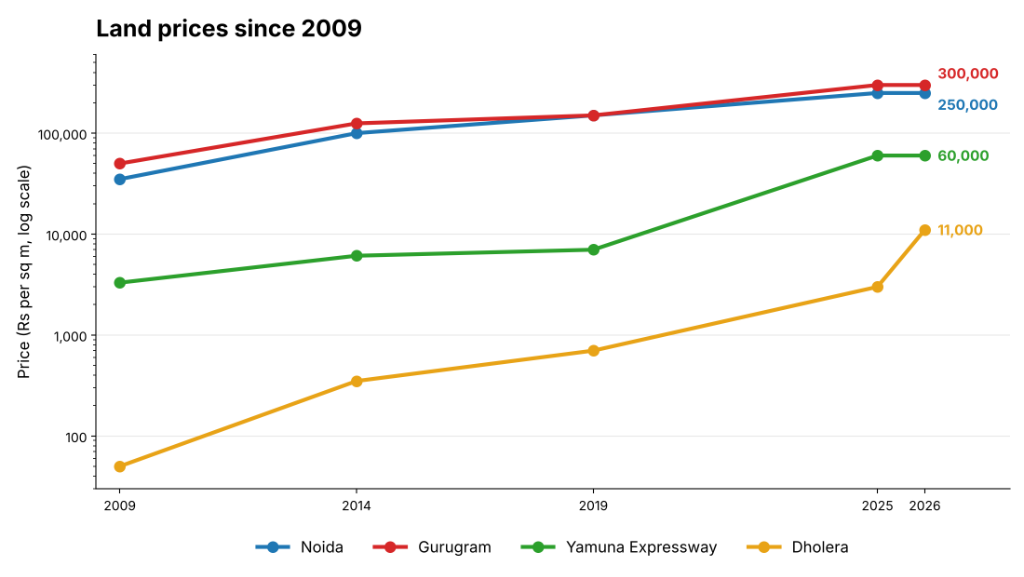 Land prices since 2009
Price (Rs per sq m, log scale)
100,000
10,000
1,000
100
300,000
250,000
60,000
11,000
2009 2014 2019 2025 2026
Noida Gurugram Yamuna Expressway Dholera